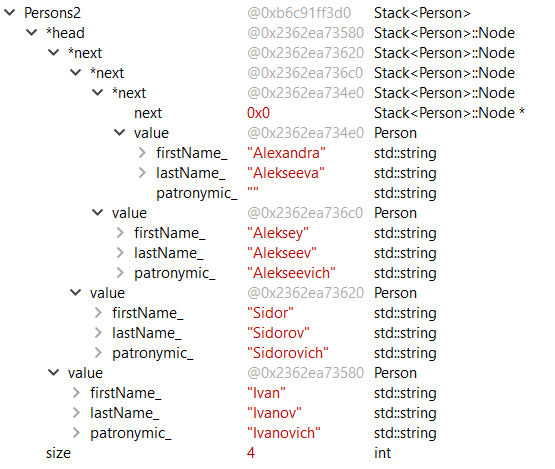 Persons2 @0xb6c91ff3d0 Stack<Person>
*head @0x2362ea73580 Stack<Person>::Node
*next @0x2362ea73620 Stack<Person>::Node
*next @0x2362ea736c0 Stack<Person>::Node
*next @0x2362ea734e0 Stack<Person>::Node
next 0x0 Stack<Person>::Node *
value @0x2362ea734e0 Person
firstName_ "Alexandra" std::string
lastName_ "Alekseeva" std::string
patronymic_ "" std::string
value @0x2362ea736c0 Person
firstName_ "Aleksey" std::string
lastName_ "Alekseev" std::string
patronymic_ "Alekseevich" std::string
value @0x2362ea73620 Person
firstName_ "Sidor" std::string
lastName_ "Sidorov" std::string
patronymic_ "Sidorovich" std::string
value @0x2362ea73580 Person
firstName_ "Ivan" std::string
lastName_ "Ivanov" std::string
patronymic_ "Ivanovich" std::string
size 4 int